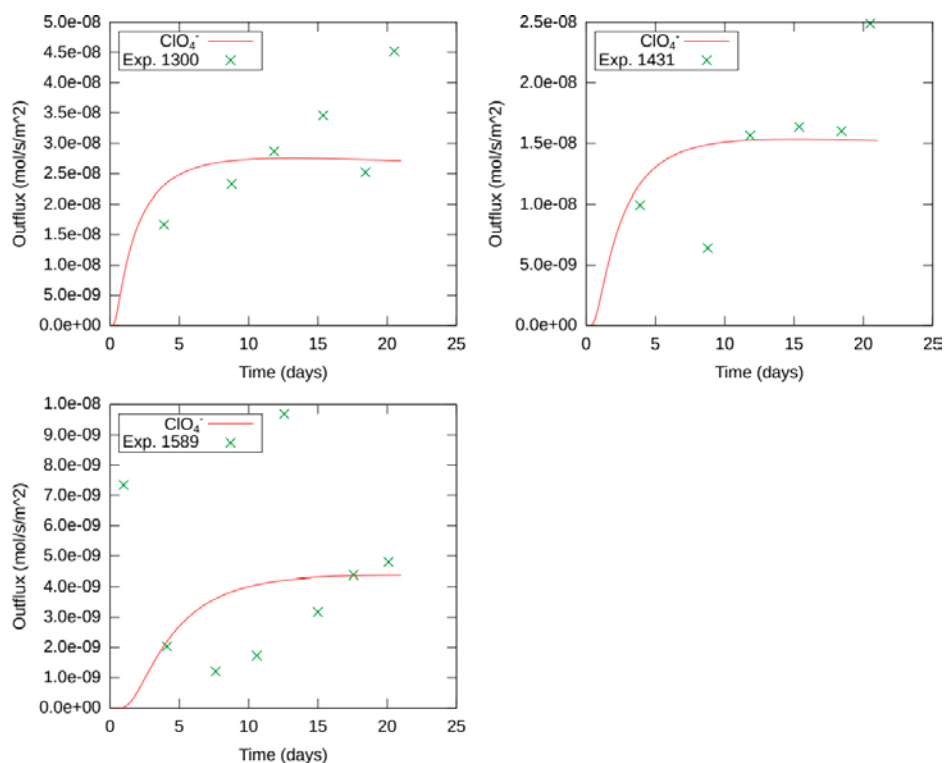 5.0e-08
4.5e-08
4.0e-08
3.5e-08
3.0e-08
2.5e-08
2.0e-08
1.5e-08
1.0e-08
5.0e-09
0.0e+00
Outflux (mol/s/m^2)
ClO₄⁻
Exp. 1300
0 5 10 15 20 25
Time (days)
2.5e-08
2.0e-08
1.5e-08
1.0e-08
5.0e-09
0.0e+00
Outflux (mol/s/m^2)
ClO₄⁻
Exp. 1431
0 5 10 15 20 25
Time (days)
1.0e-08
9.0e-09
8.0e-09
7.0e-09
6.0e-09
5.0e-09
4.0e-09
3.0e-09
2.0e-09
1.0e-09
0.0e+00
Outflux (mol/s/m^2)
ClO₄⁻
Exp. 1589
0 5 10 15 20 25
Time (days)